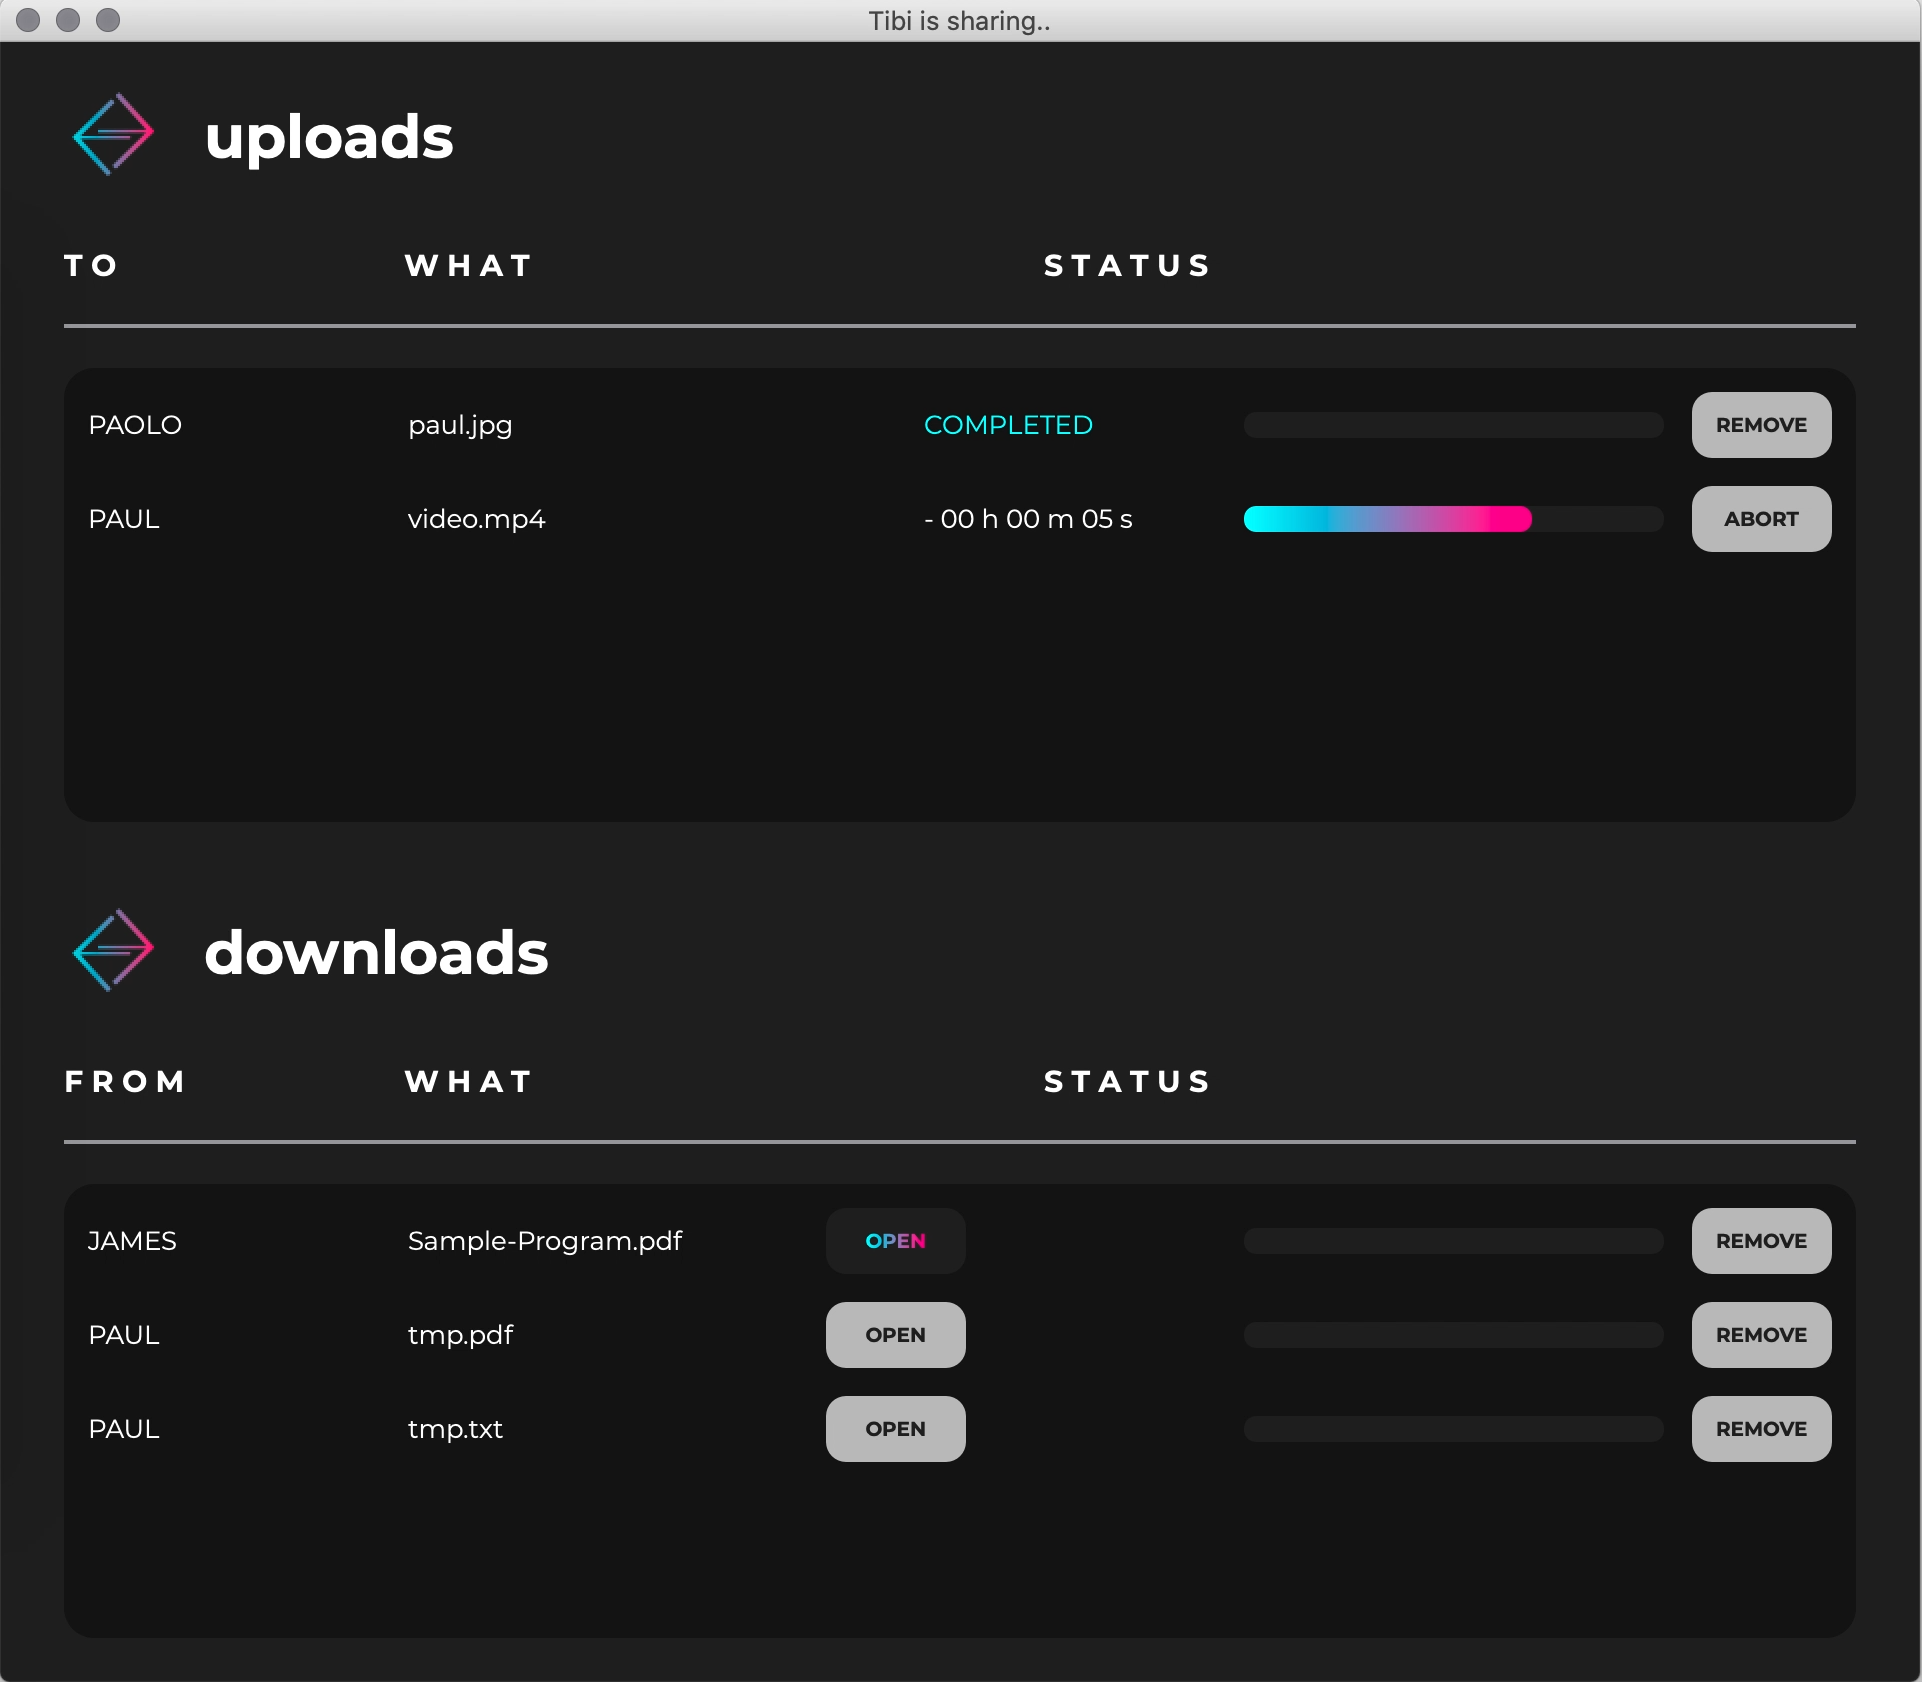 Tibi is sharing..
uploads
TO WHAT STATUS
PAOLO paul.jpg COMPLETED REMOVE
PAUL video.mp4 - 00 h 00 m 05 s ABORT
downloads
FROM WHAT STATUS
JAMES Sample-Program.pdf OPEN REMOVE
PAUL tmp.pdf OPEN REMOVE
PAUL tmp.txt OPEN REMOVE